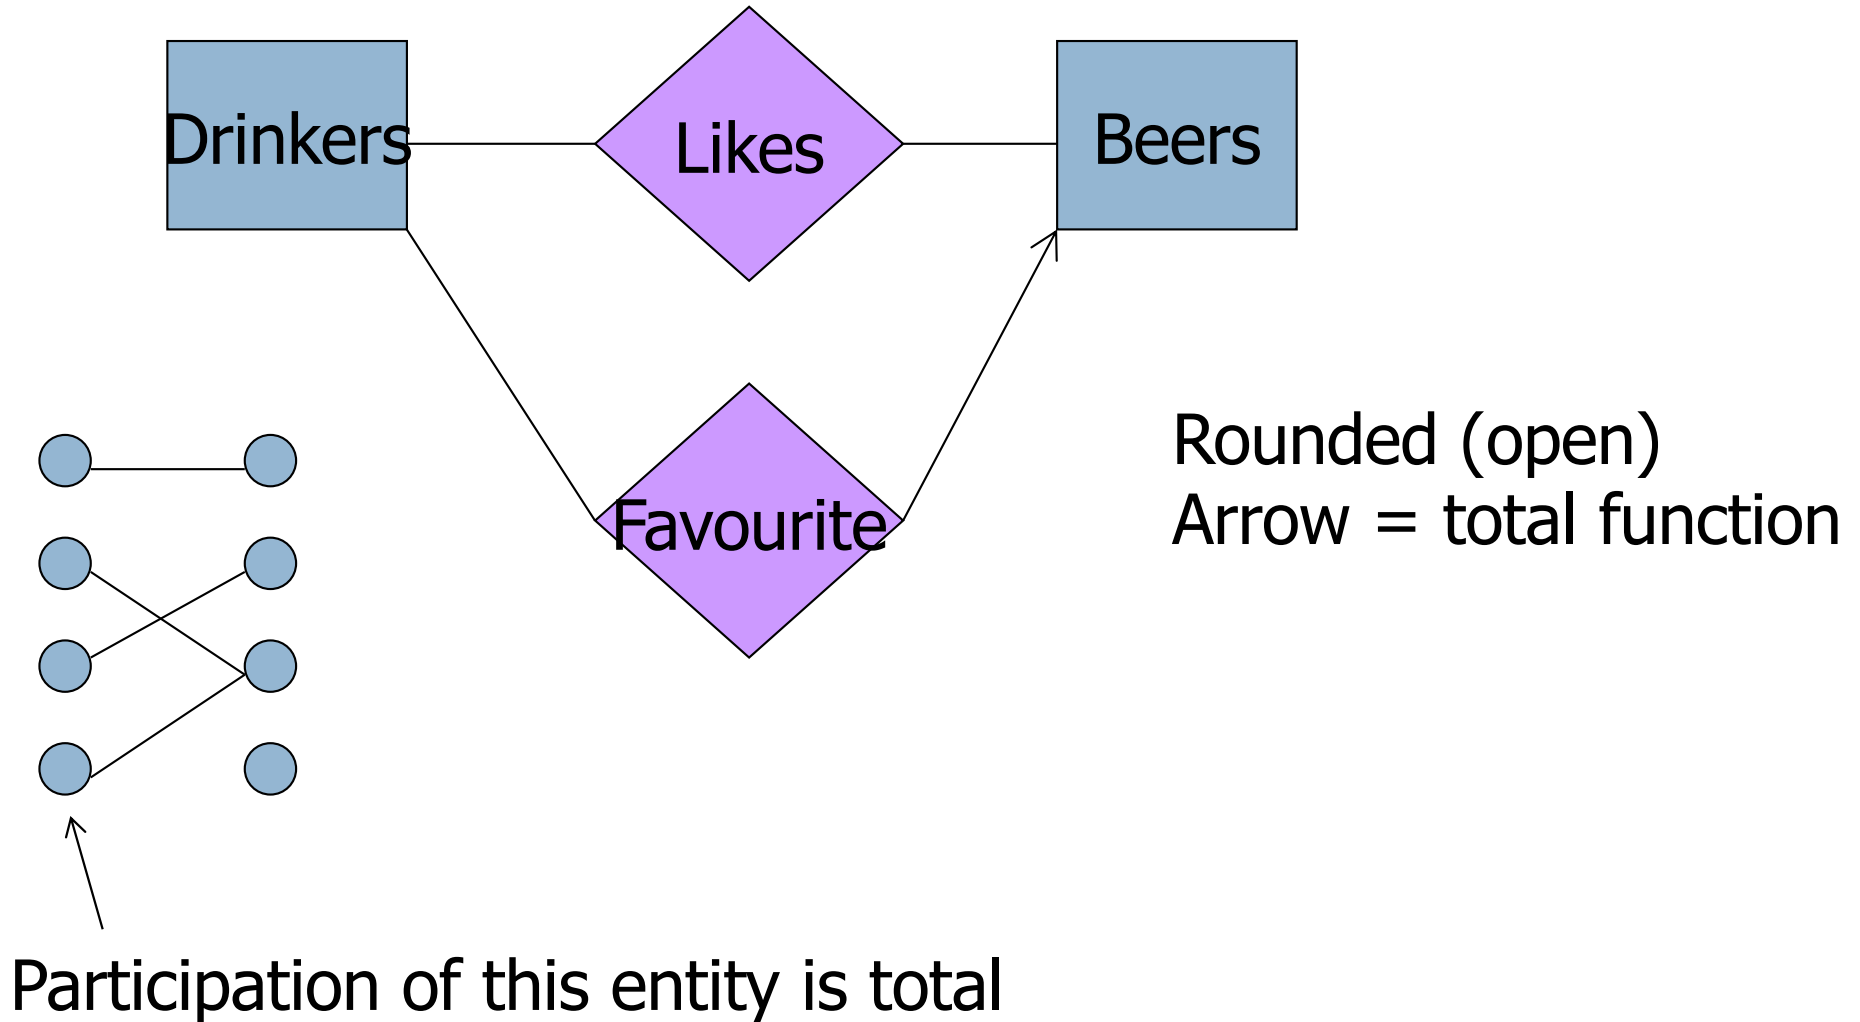 Drinkers
Likes
Beers
Favourite
Rounded (open)
Arrow = total function
Participation of this entity is total